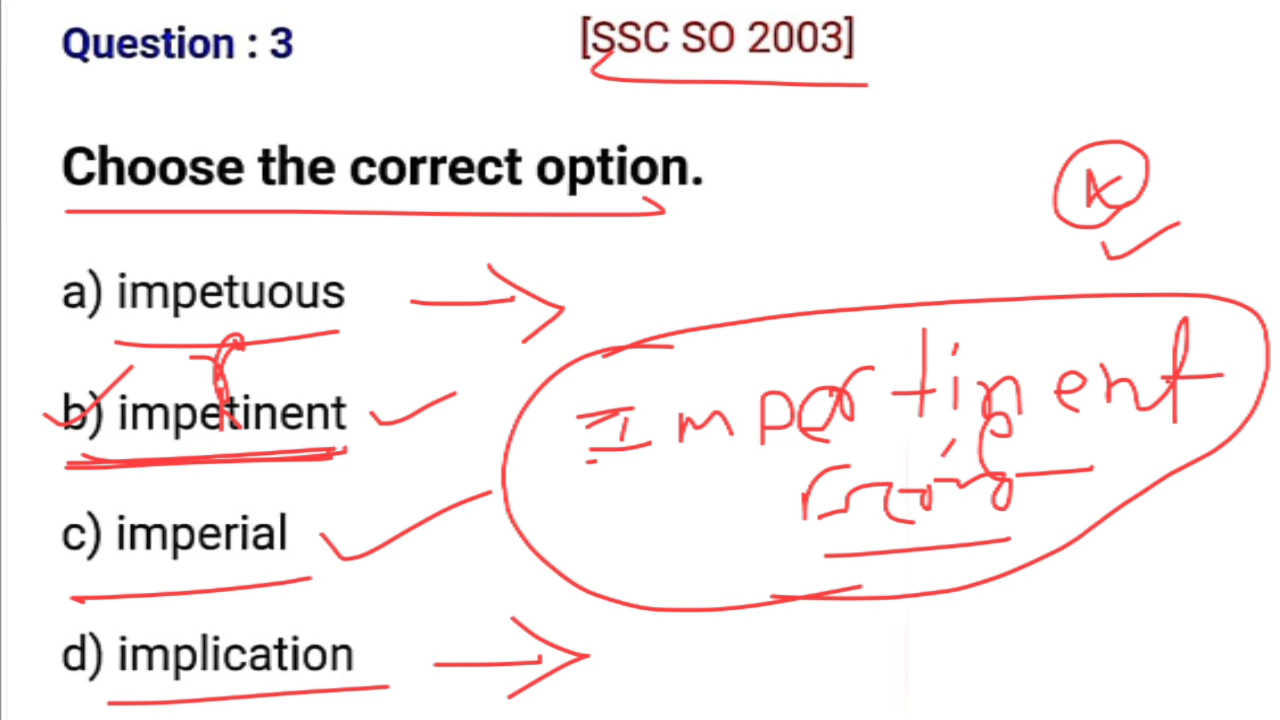 Question : 3 [SSC SO 2003]
Choose the correct option.
a) impetuous
b) impetinent
r
Impertinent
c) imperial
d) implication